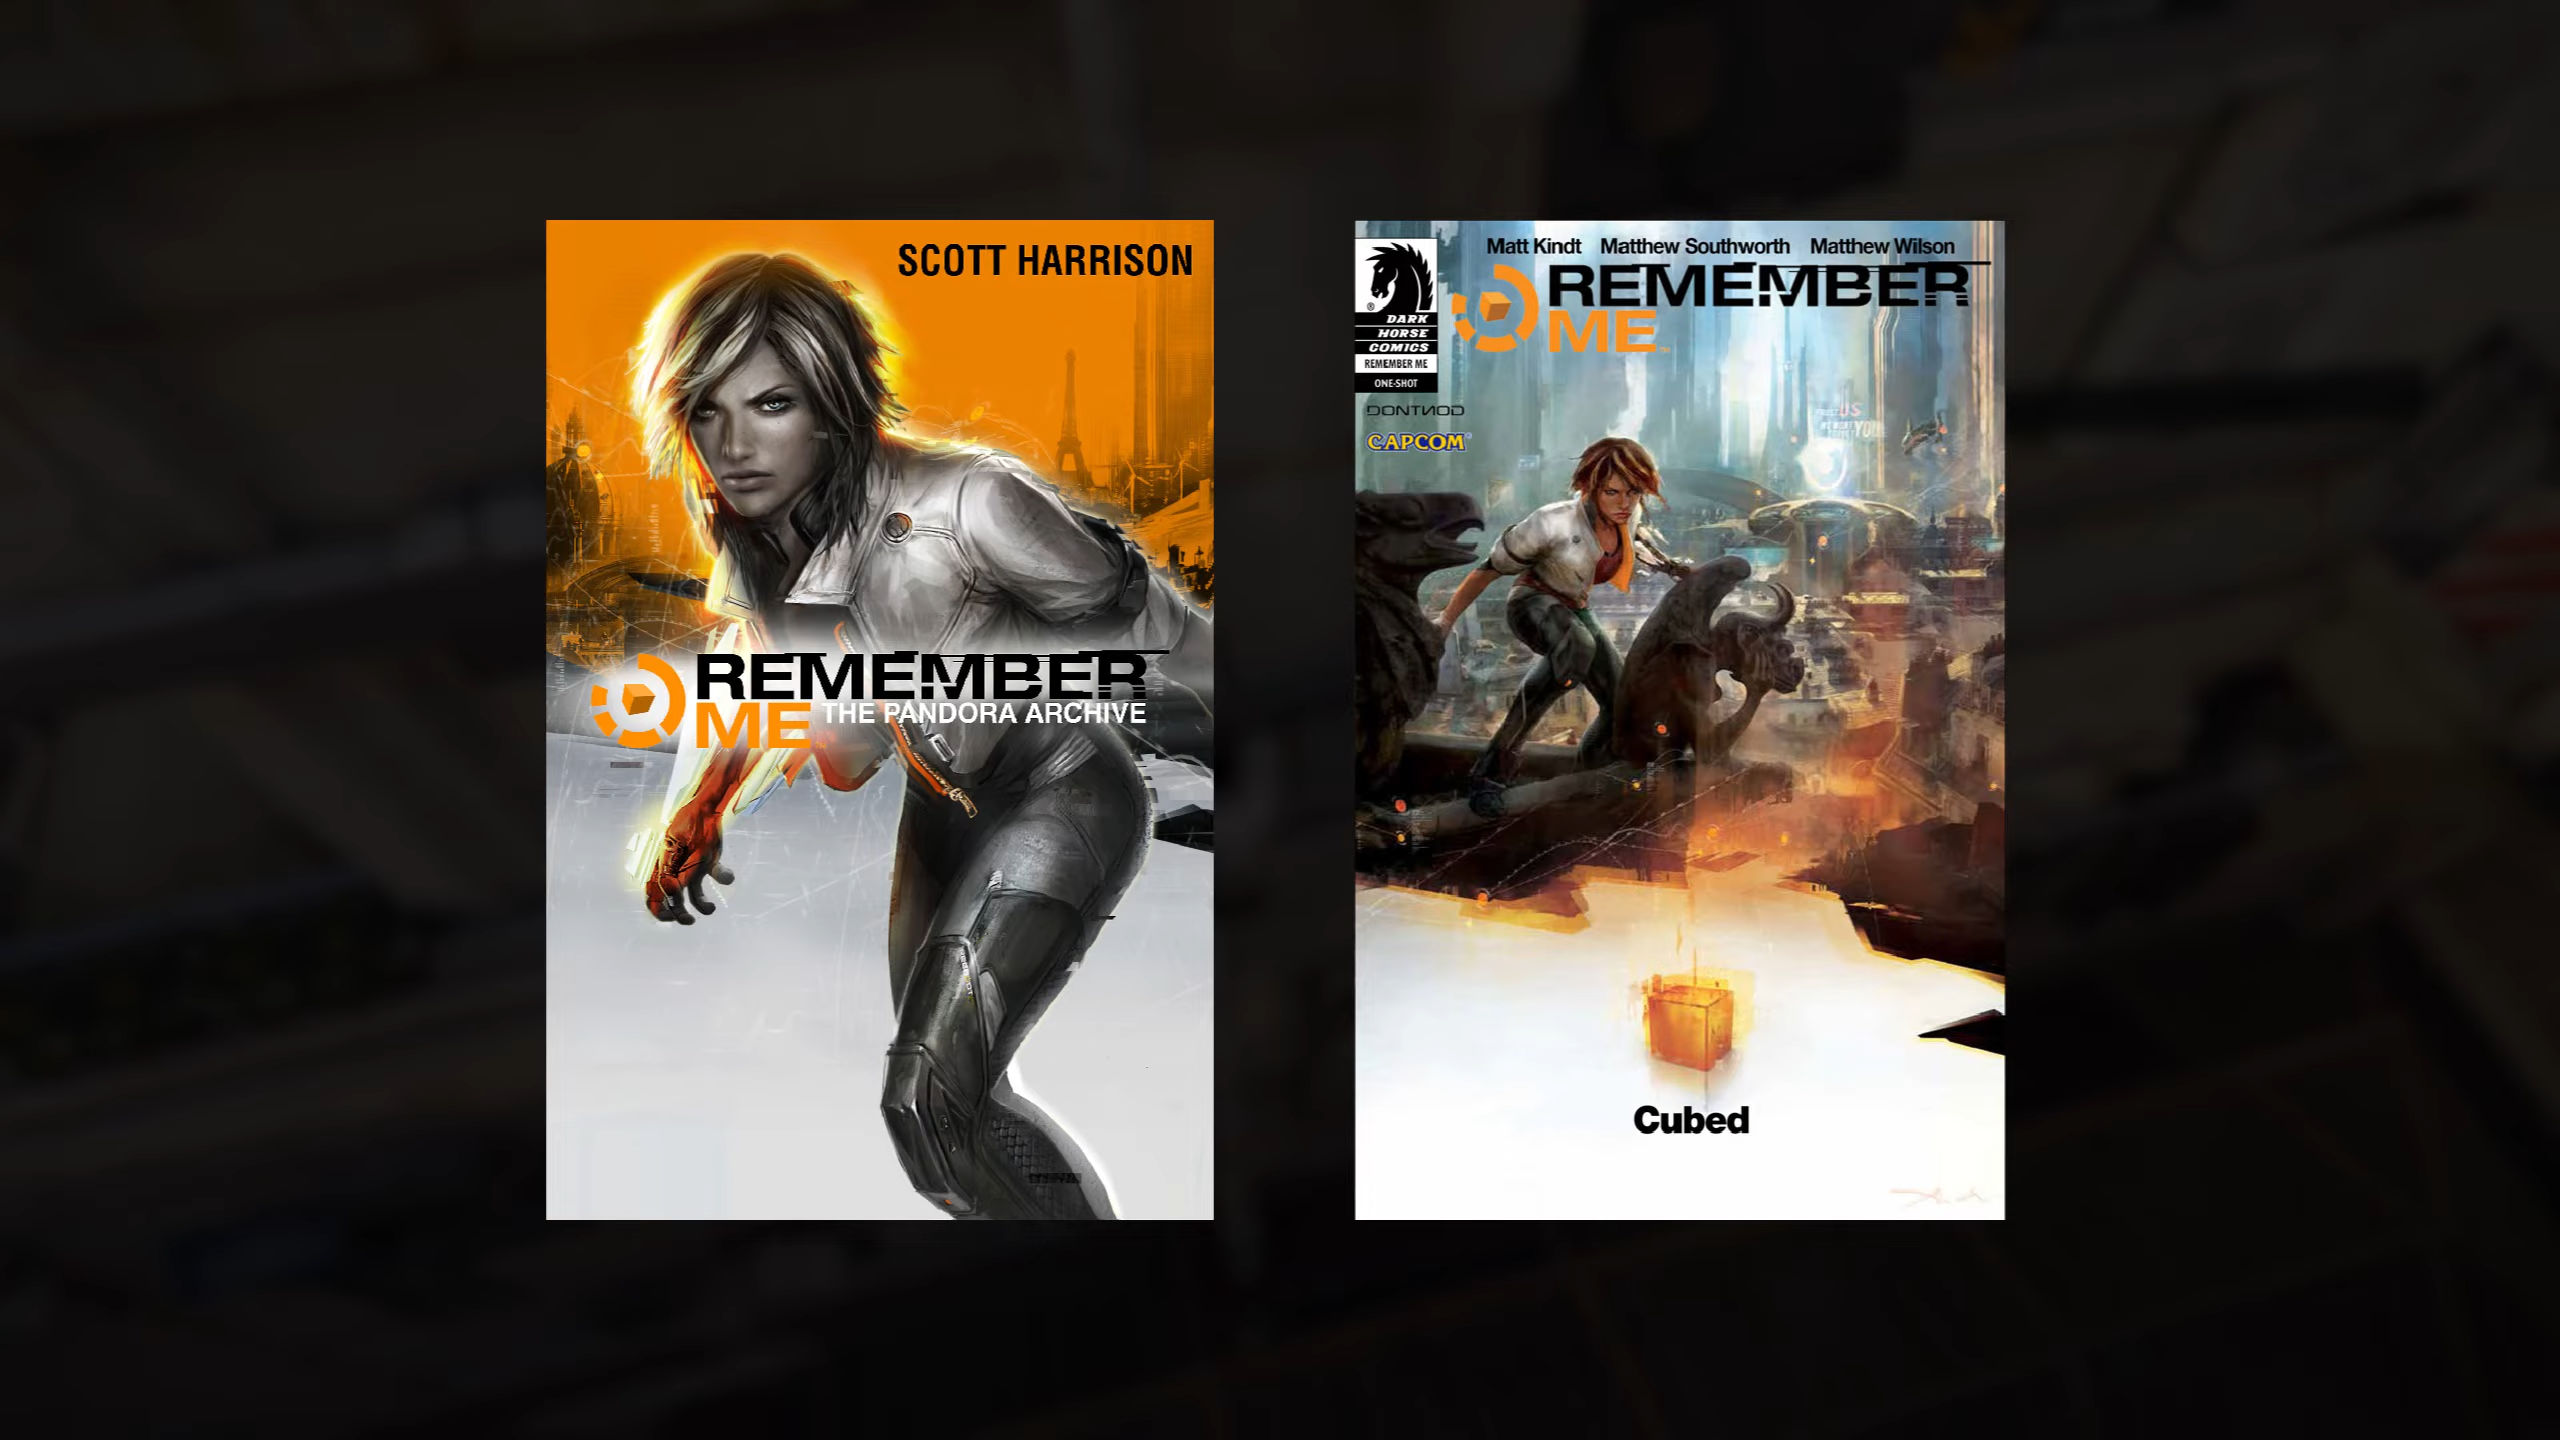 SCOTT HARRISON
REMEMBER
ME THE PANDORA ARCHIVE
Matt Kindt Matthew Southworth Matthew Wilson
REMEMBER
ME
DARK
HORSE
COMICS
REMEMBER ME
ONE-SHOT
DONTNOD
CAPCOM
Cubed